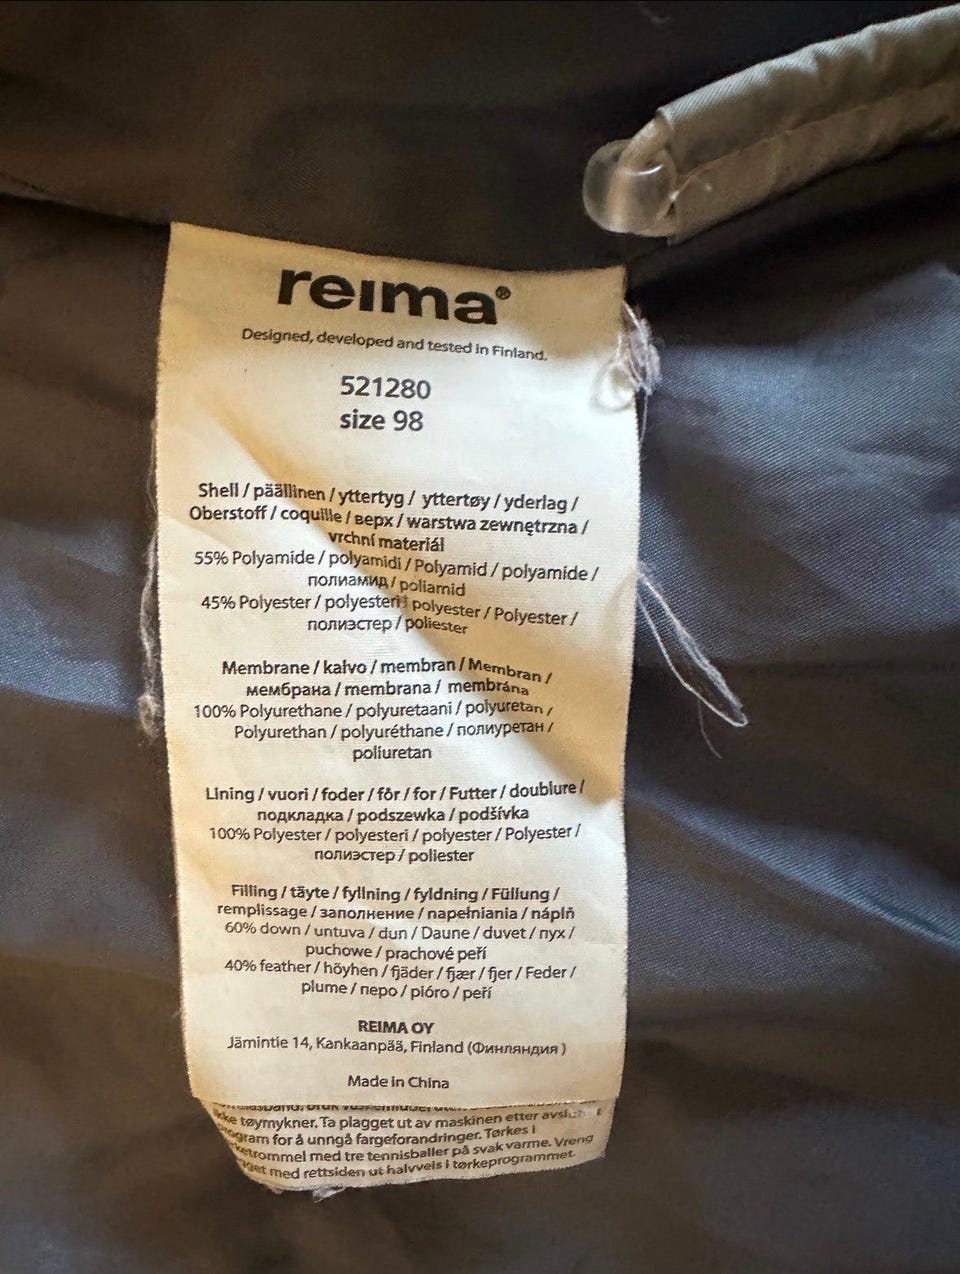 reima®
Designed, developed and tested in Finland.
521280
size 98
Shell / päällinen / yttertyg / yttertøy / yderlag /
Oberstoff / coquille / верх / warstwa zewnętrzna /
vrchní materiál
55% Polyamide / polyamidi / Polyamid / polyamide /
полиамид / poliamid
45% Polyester / polyesteri / polyester / Polyester /
полиэстер / poliester
Membrane / kalvo / membran / Membran /
мембрана / membrana / membrána
100% Polyurethane / polyuretaani / polyuretan /
Polyurethan / polyuréthane / полиуретан /
poliuretan
Lining / vuori / foder / fôr / for / Futter / doublure /
подкладка / podszewka / podšívka
100% Polyester / polyesteri / polyester / Polyester /
полиэстер / poliester
Filling / täyte / fyllning / fyldning / Füllung /
remplissage / заполнение / napełniania / náplň
60% down / untuva / dun / Daune / duvet / пух /
puchowe / prachové peří
40% feather / höyhen / fjäder / fjær / fjer / Feder /
plume / перо / pióro / peří
REIMA OY
Jämintie 14, Kankaanpää, Finland (Финляндия)
Made in China
tøymykner. Ta plagget ut av maskinen etter
for å unngå fargeforandringer. Tørkes i
med tre tennisballer på svak varme. Vreng
med rettsiden ut halvveis i tørkeprogrammet.